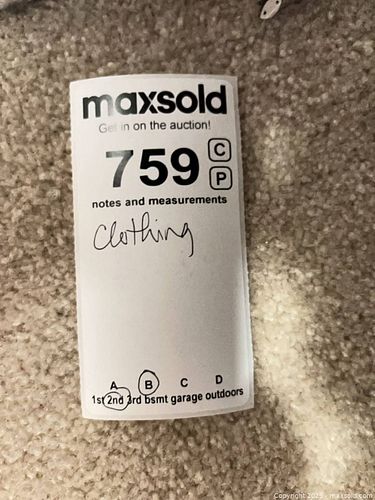 maxsold
Get in on the auction!
759 C
P
notes and measurements
Clothing
A B C D
1st 2nd 3rd bsmt garage outdoors
Copyright 2025 - maxsold.com